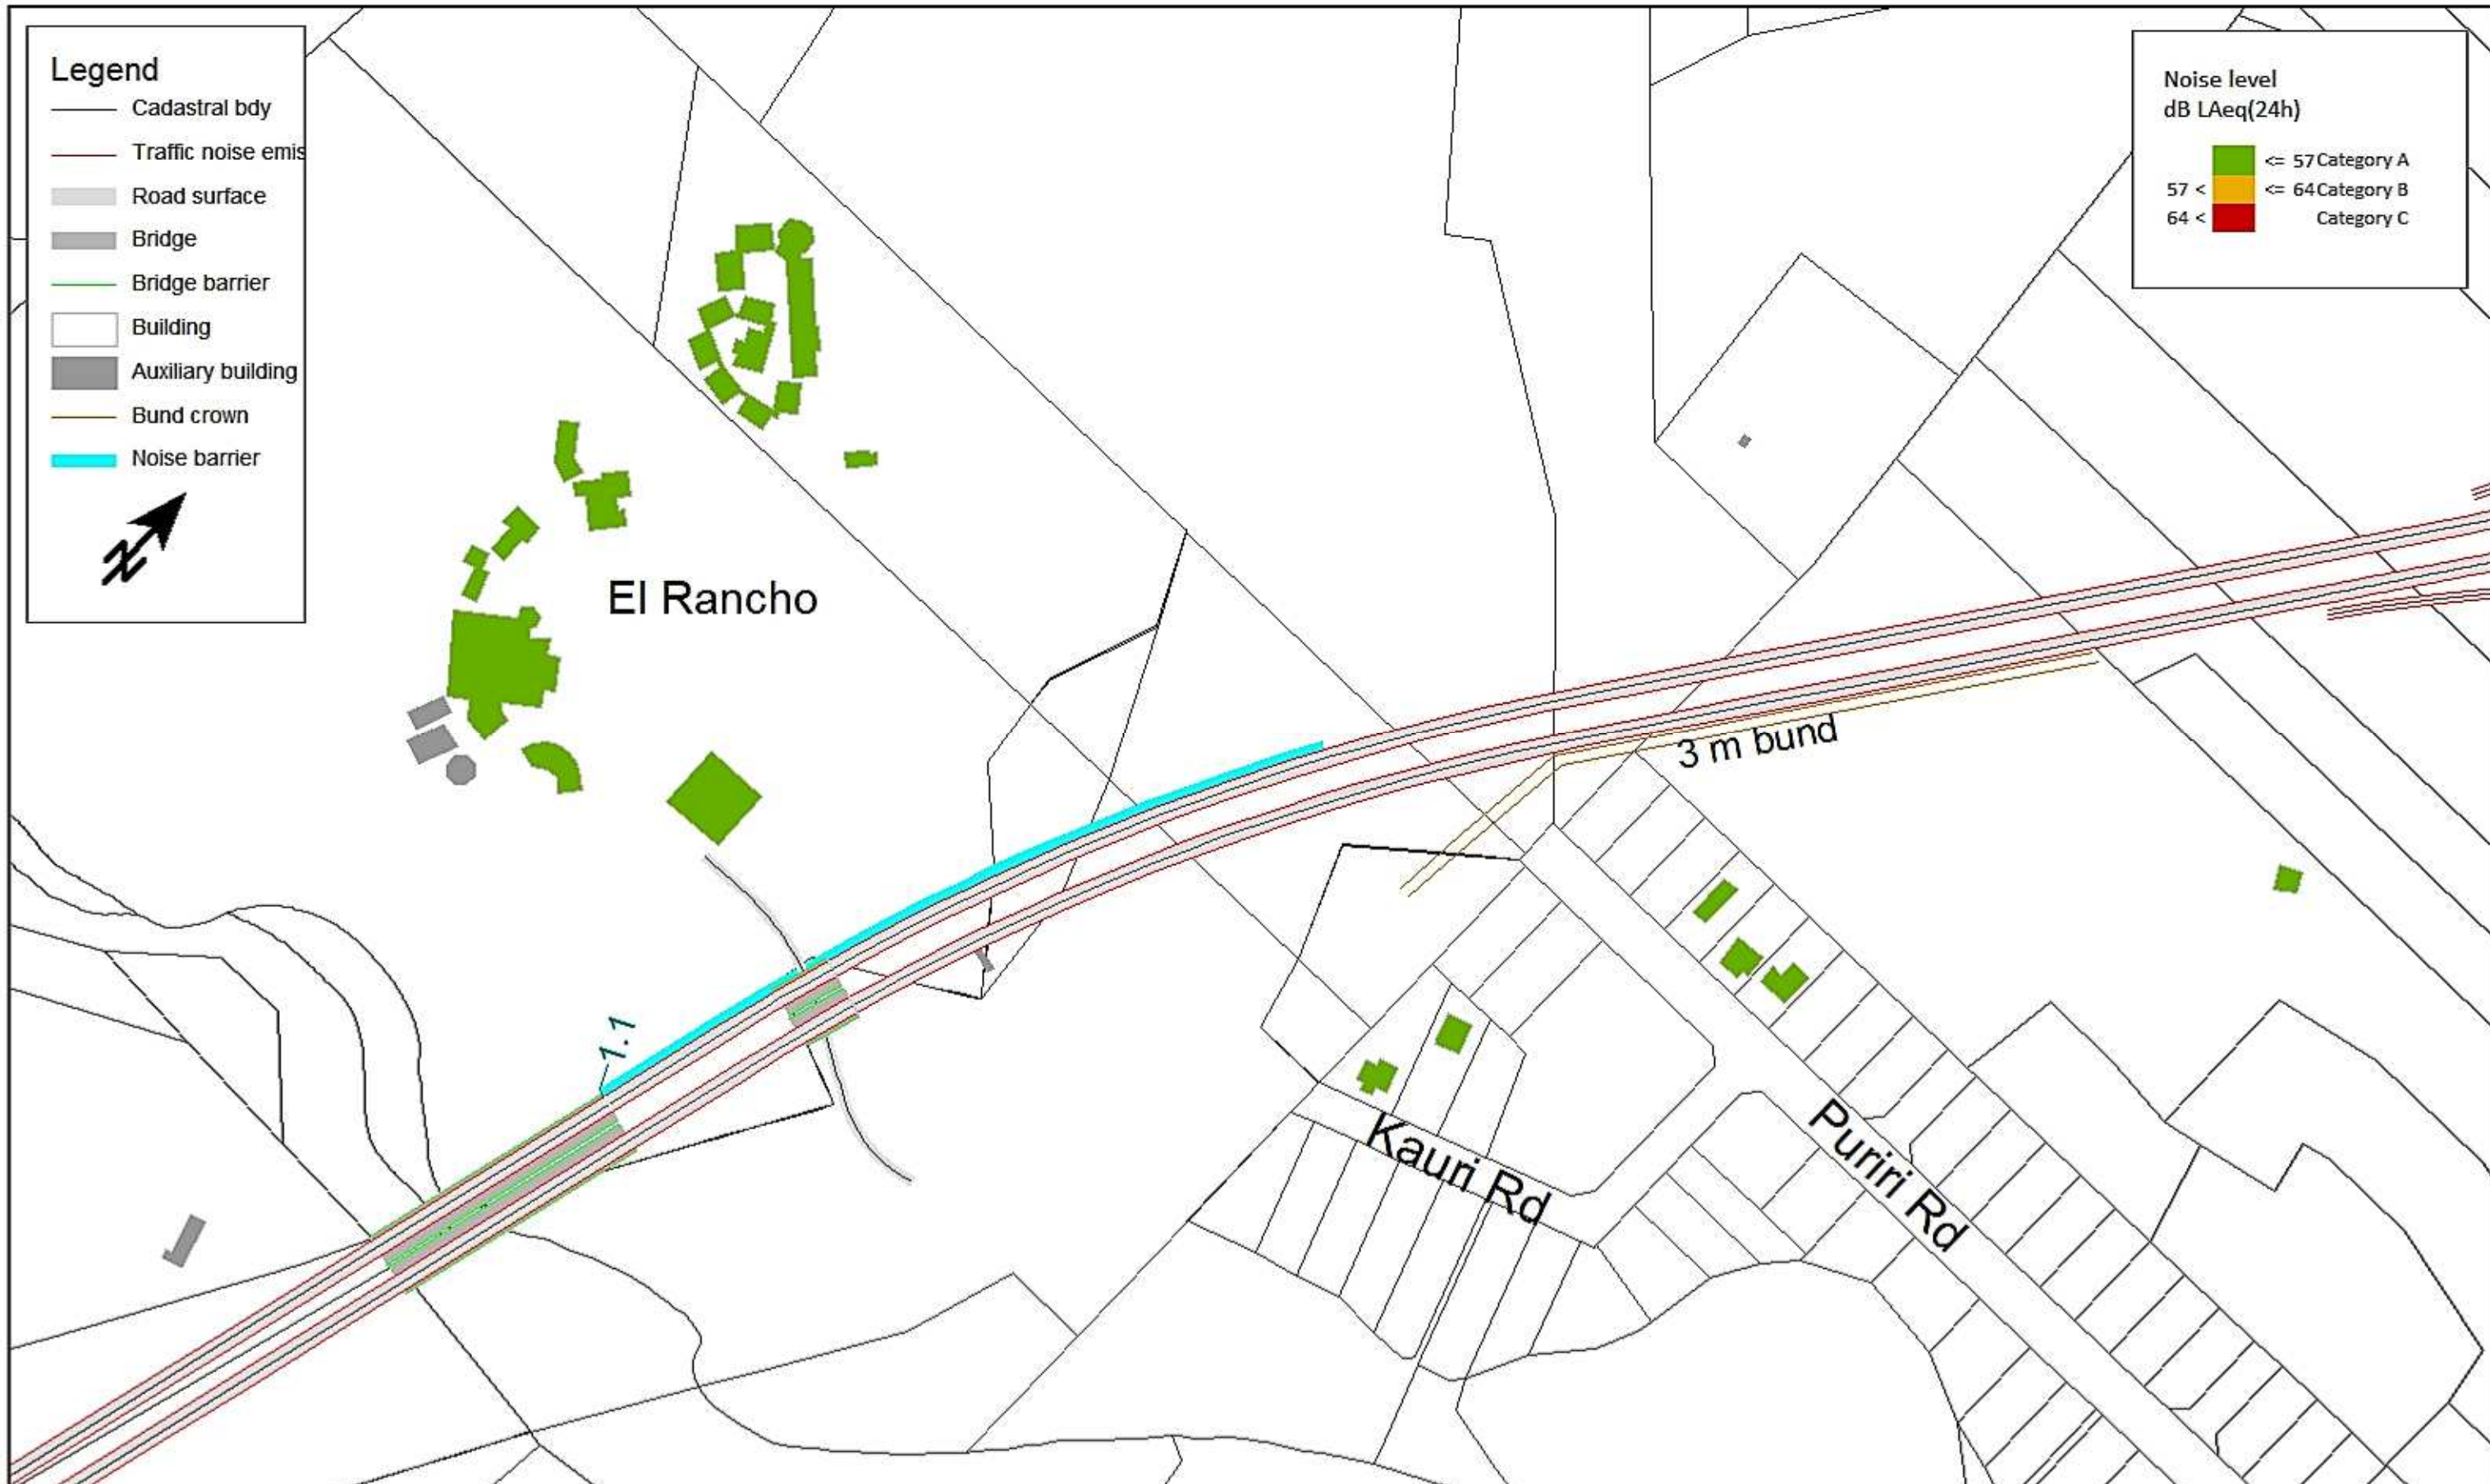 Legend
Cadastral bdy
Traffic noise emis
Road surface
Bridge
Bridge barrier
Building
Auxiliary building
Bund crown
Noise barrier
N
Noise level
dB LAeq(24h)
<= 57 Category A
57 < <= 64 Category B
64 < Category C
El Rancho
3 m bund
1.1
Kauri Rd
Puriri Rd